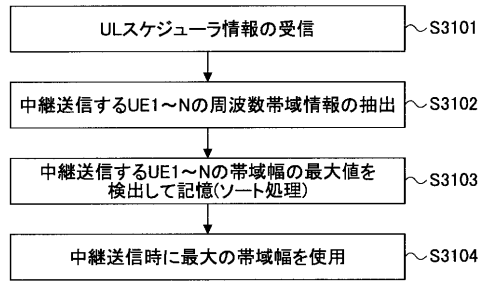 ULスケジューラ情報の受信
S3101
中継送信するUE1～Nの周波数帯域情報の抽出
S3102
中継送信するUE1～Nの帯域幅の最大値を
検出して記憶(ソート処理)
S3103
中継送信時に最大の帯域幅を使用
S3104